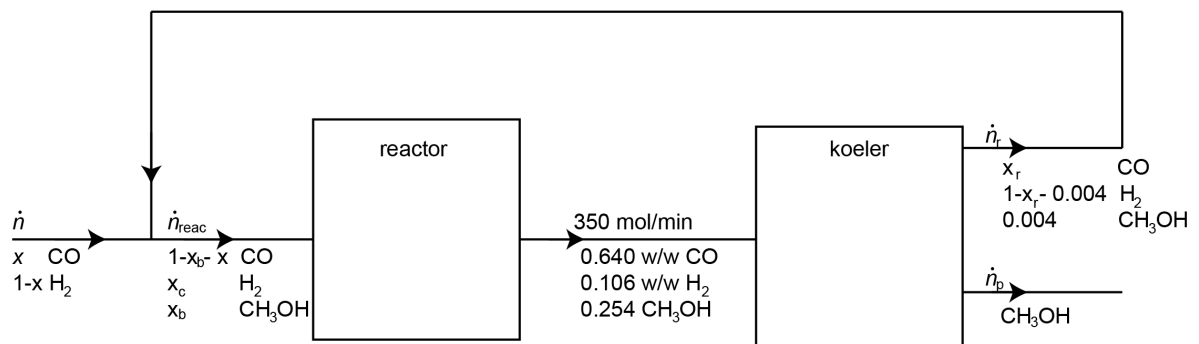 reactor
koeler
ṅ
x CO
1-x H₂
ṅreac
1-xb- x CO
xc H₂
xb CH₃OH
350 mol/min
0.640 w/w CO
0.106 w/w H₂
0.254 CH₃OH
ṅr
xr CO
1-xr- 0.004 H₂
0.004 CH₃OH
ṅp
CH₃OH